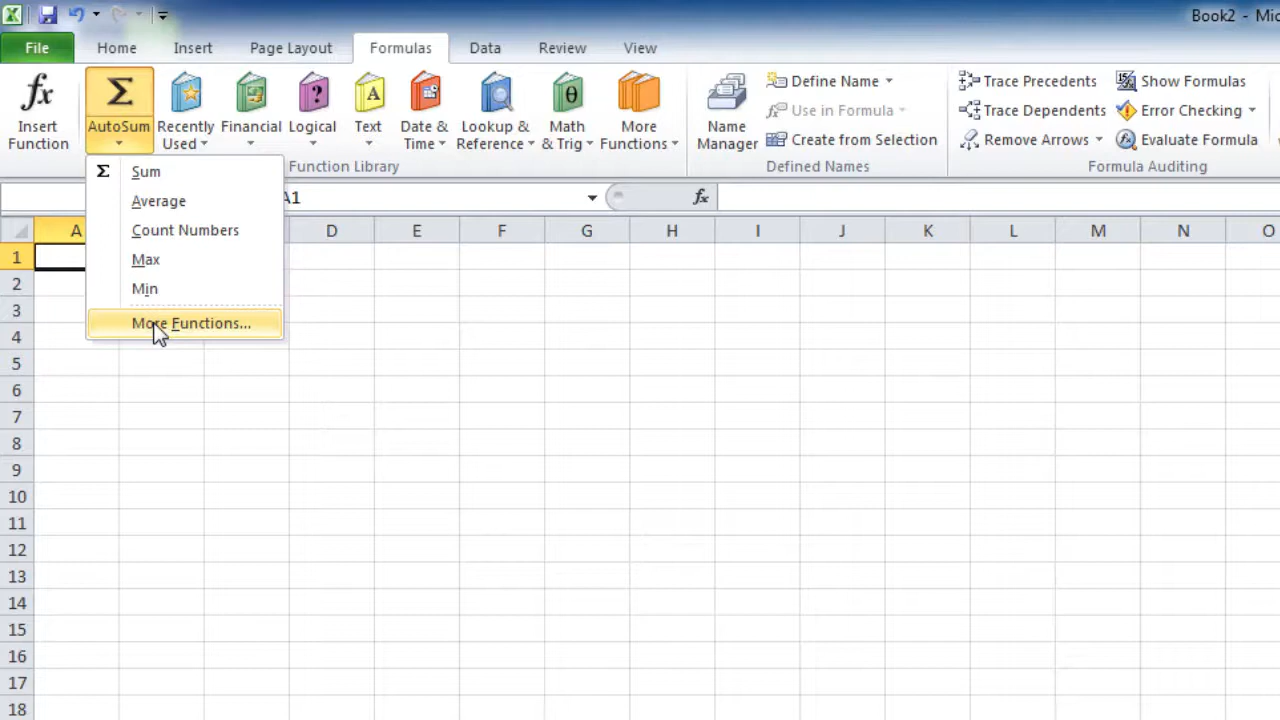 Book2 - Mic
File Home Insert Page Layout Formulas Data Review View
fx Insert Function
Σ AutoSum
Recently Used
Financial
Logical
Text
Date & Time
Lookup & Reference
θ Math & Trig
More Functions
Name Manager
Define Name
Use in Formula
Create from Selection
Trace Precedents
Trace Dependents
Remove Arrows
Show Formulas
Error Checking
Evaluate Formula
Function Library
Defined Names
Formula Auditing
Σ Sum
Average
Count Numbers
Max
Min
More Functions...
A1
fx
A D E F G H I J K L M N O
1
2
3
4
5
6
7
8
9
10
11
12
13
14
15
16
17
18